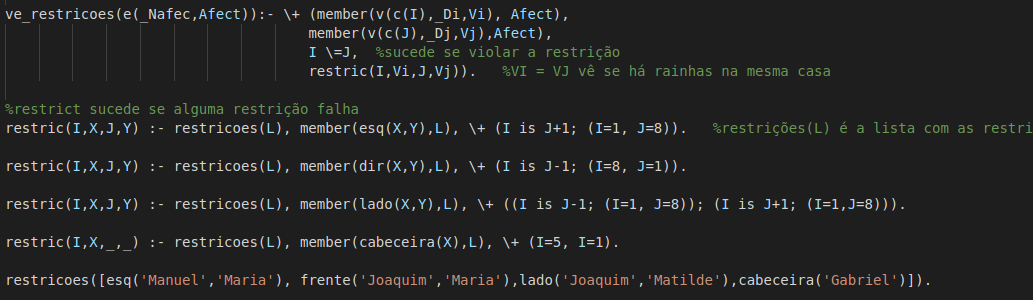 ve_restricoes(e(_Nafec,Afect)):- \+ (member(v(c(I),_Di,Vi), Afect),
member(v(c(J),_Dj,Vj),Afect),
I \=J,  %sucede se violar a restrição
restric(I,Vi,J,Vj)).   %VI = VJ vê se há rainhas na mesma casa
%restrict sucede se alguma restrição falha
restric(I,X,J,Y) :- restricoes(L), member(esq(X,Y),L), \+ (I is J+1; (I=1, J=8)).   %restrições(L) é a lista com as restri
restric(I,X,J,Y) :- restricoes(L), member(dir(X,Y),L), \+ (I is J-1; (I=8, J=1)).
restric(I,X,J,Y) :- restricoes(L), member(lado(X,Y),L), \+ ((I is J-1; (I=1, J=8)); (I is J+1; (I=1,J=8))).
restric(I,X,_,_) :- restricoes(L), member(cabeceira(X),L), \+ (I=5, I=1).
restricoes([esq('Manuel','Maria'), frente('Joaquim','Maria'),lado('Joaquim','Matilde'),cabeceira('Gabriel')]).